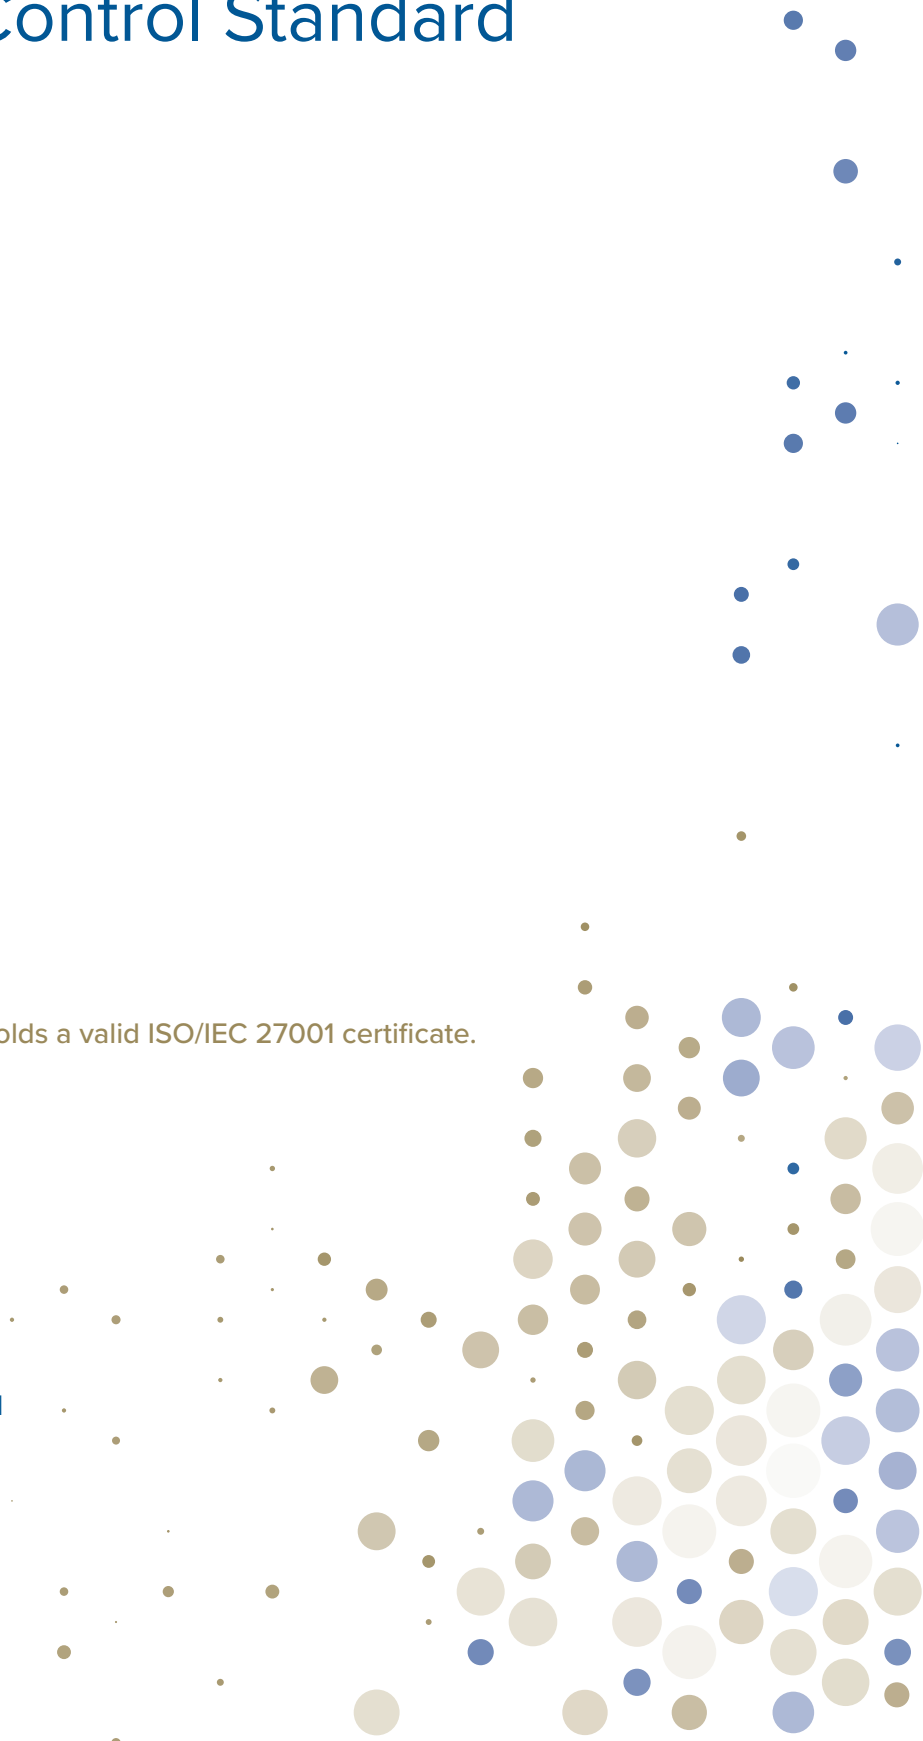 Control Standard
olds a valid ISO/IEC 27001 certificate.